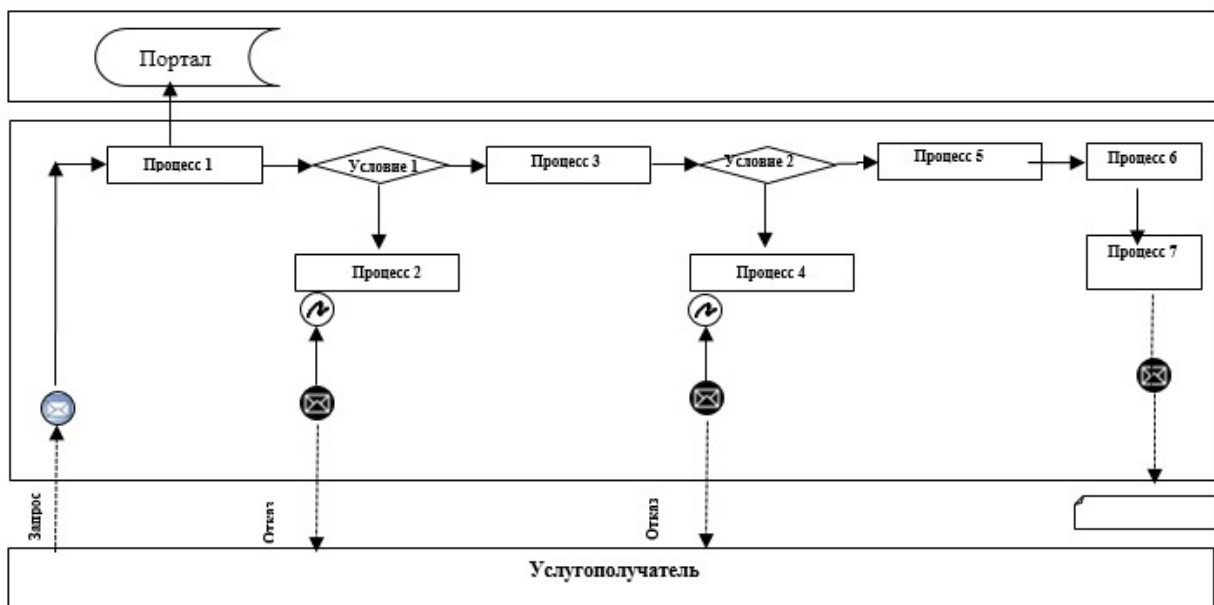 Портал
Процесс 1
Условие 1
Процесс 3
Условие 2
Процесс 5
Процесс 6
Процесс 2
Процесс 4
Процесс 7
Запрос
Отказ
Отказ
Услугополучатель